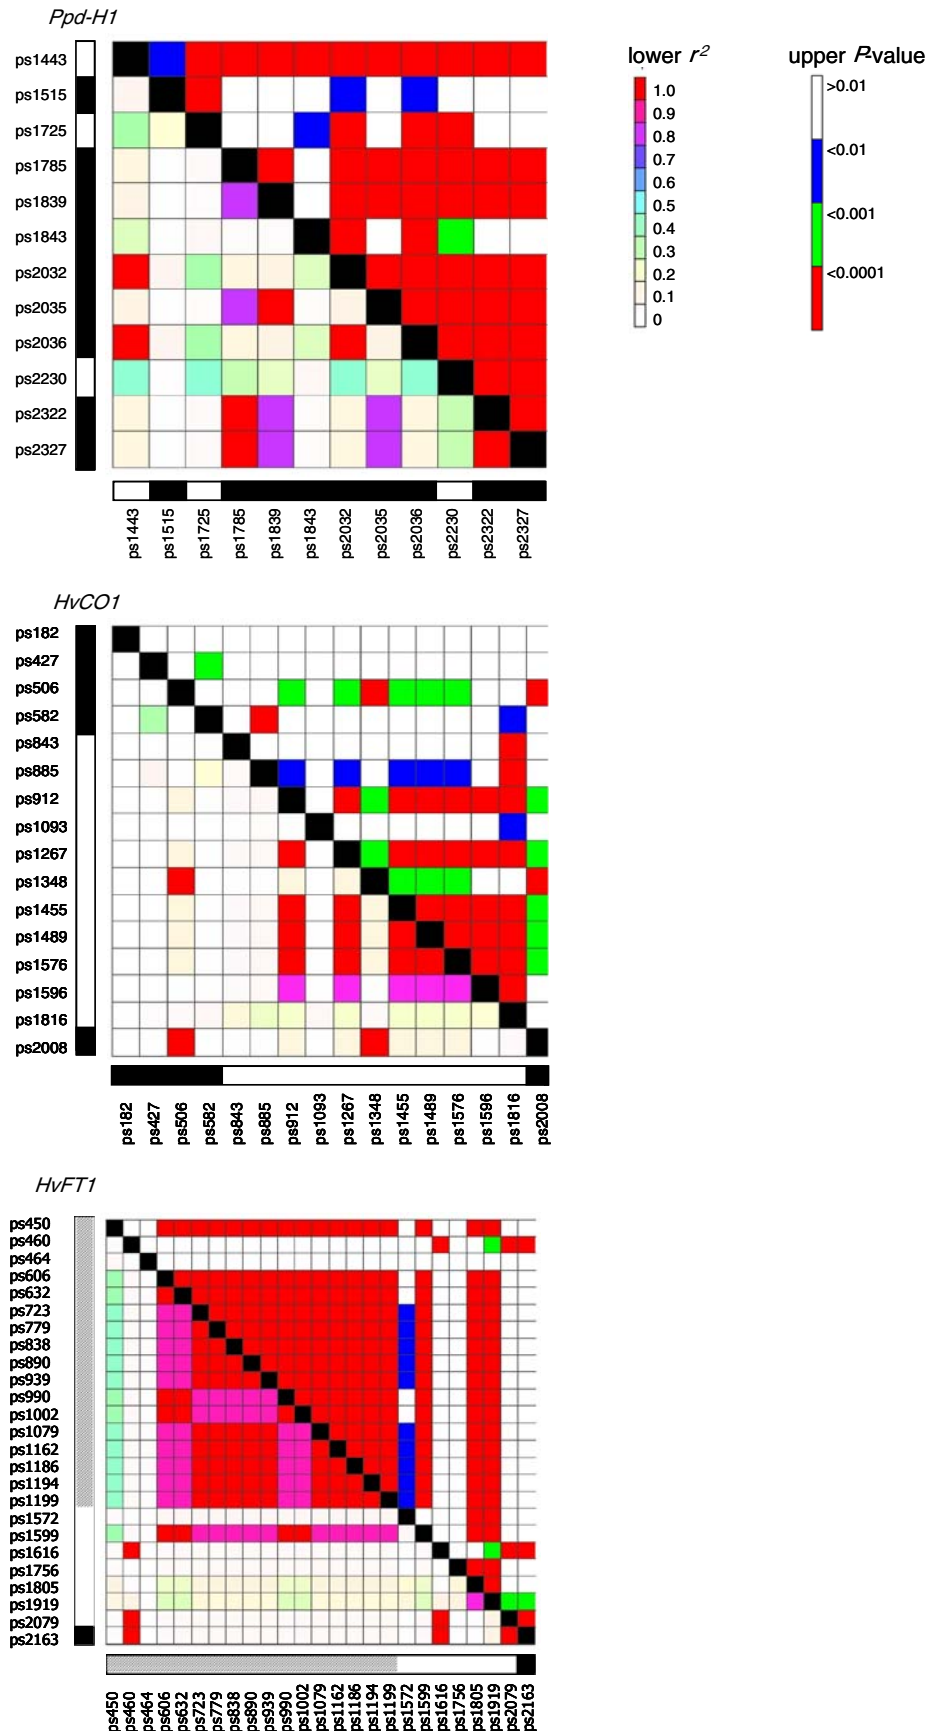 Ppd-H1
lower r²
upper P-value
ps1443
ps1515
ps1725
ps1785
ps1839
ps1843
ps2032
ps2035
ps2036
ps2230
ps2322
ps2327
1.0
0.9
0.8
0.7
0.6
0.5
0.4
0.3
0.2
0.1
0
>0.01
<0.01
<0.001
<0.0001
ps1443
ps1515
ps1725
ps1785
ps1839
ps1843
ps2032
ps2035
ps2036
ps2230
ps2322
ps2327
HvCO1
ps182
ps427
ps506
ps582
ps843
ps885
ps912
ps1093
ps1267
ps1348
ps1455
ps1489
ps1576
ps1596
ps1816
ps2008
ps182
ps427
ps506
ps582
ps843
ps885
ps912
ps1093
ps1267
ps1348
ps1455
ps1489
ps1576
ps1596
ps1816
ps2008
HvFT1
ps450
ps460
ps464
ps606
ps632
ps723
ps779
ps838
ps890
ps939
ps990
ps1002
ps1079
ps1162
ps1186
ps1194
ps1199
ps1572
ps1599
ps1616
ps1756
ps1805
ps1919
ps2079
ps2163
ps450
ps460
ps464
ps606
ps632
ps723
ps779
ps838
ps890
ps939
ps990
ps1002
ps1079
ps1162
ps1186
ps1194
ps1199
ps1572
ps1599
ps1616
ps1756
ps1805
ps1919
ps2079
ps2163